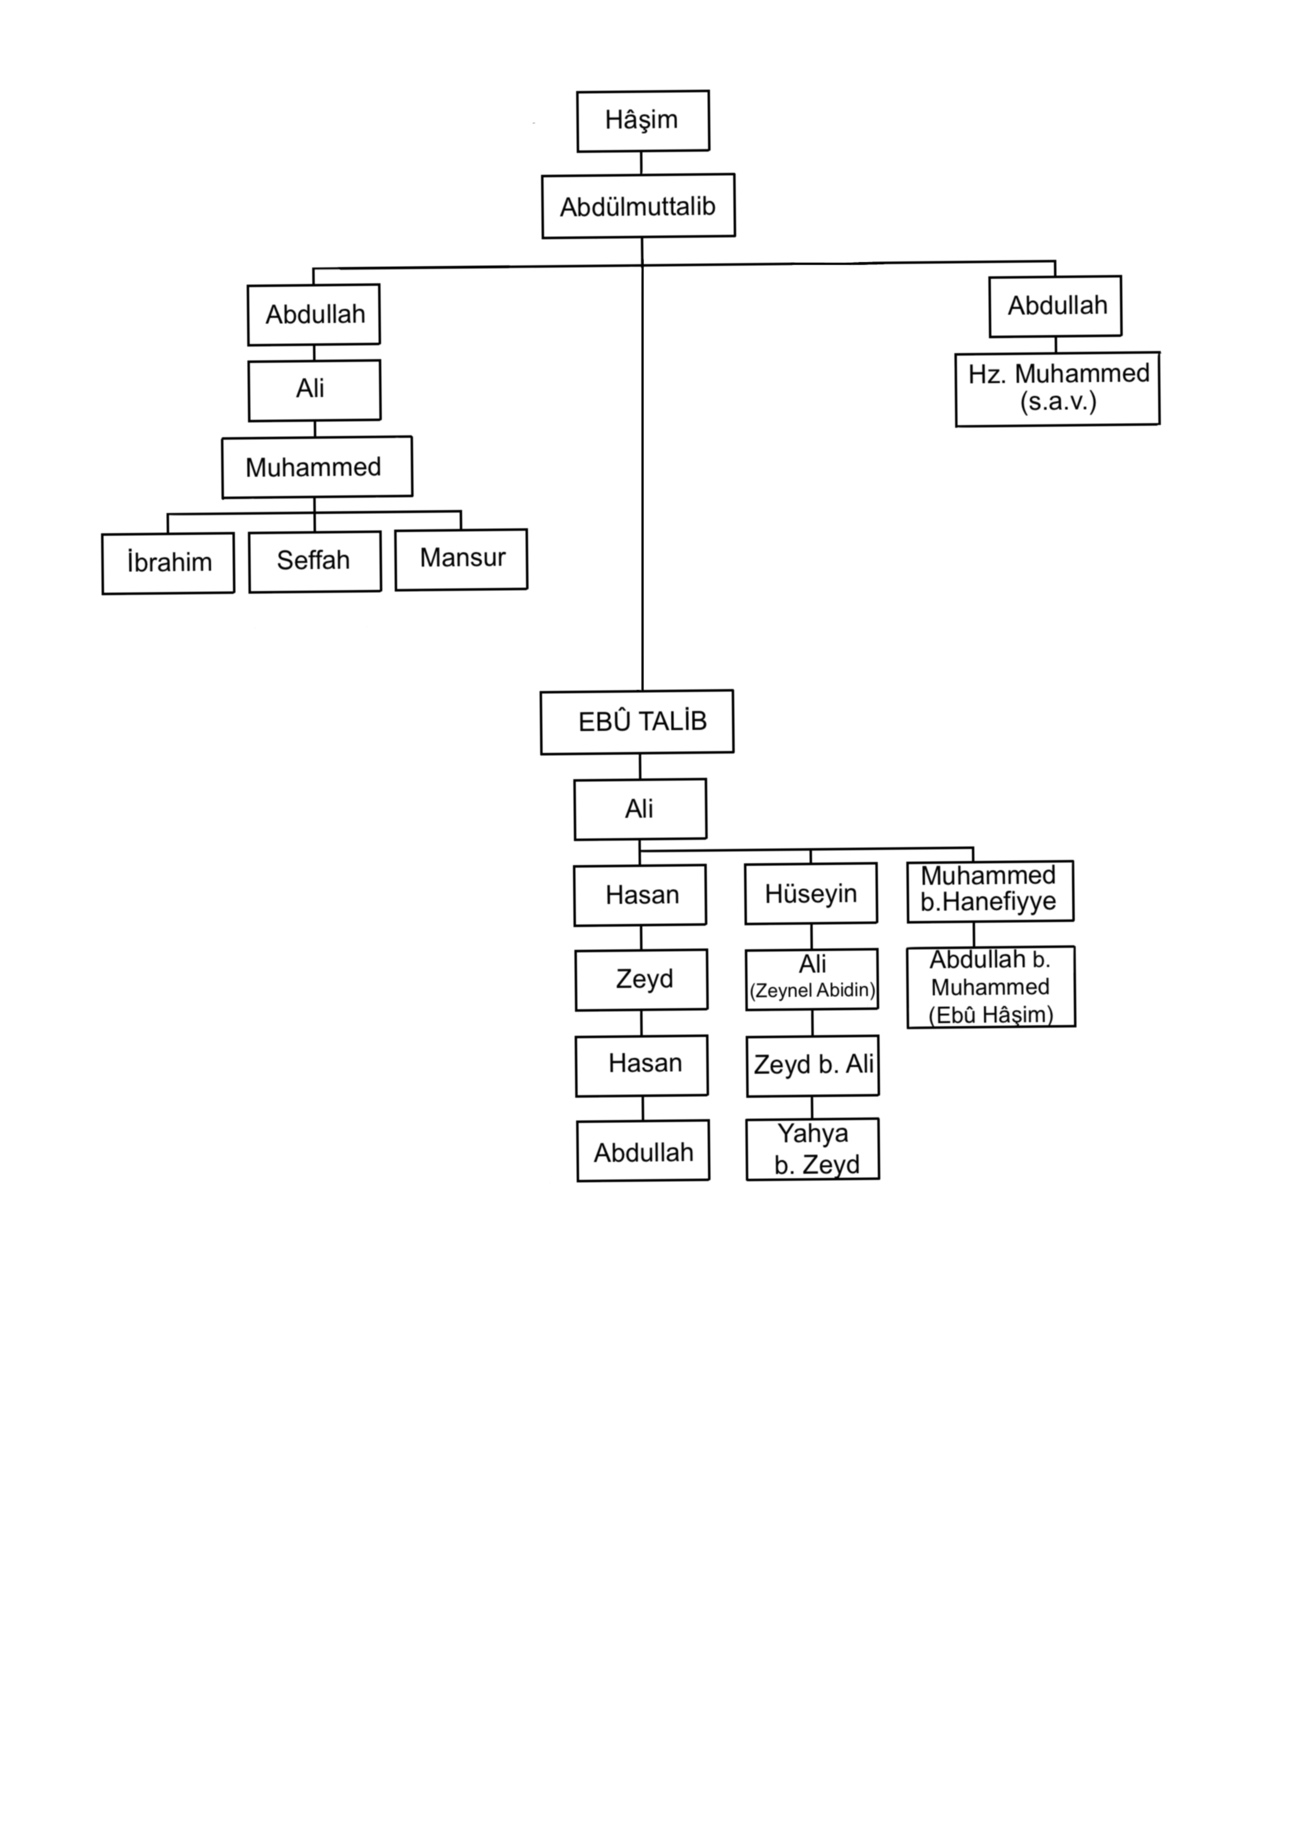 Hâşim
Abdülmuttalib
Abdullah
Ali
Muhammed
İbrahim
Seffah
Mansur
Abdullah
Hz. Muhammed
(s.a.v.)
EBÛ TALİB
Ali
Hasan
Zeyd
Hasan
Abdullah
Hüseyin
Ali
(Zeynel Abidin)
Zeyd b. Ali
Yahya
b. Zeyd
Muhammed
b.Hanefiyye
Abdullah b.
Muhammed
(Ebû Hâşim)